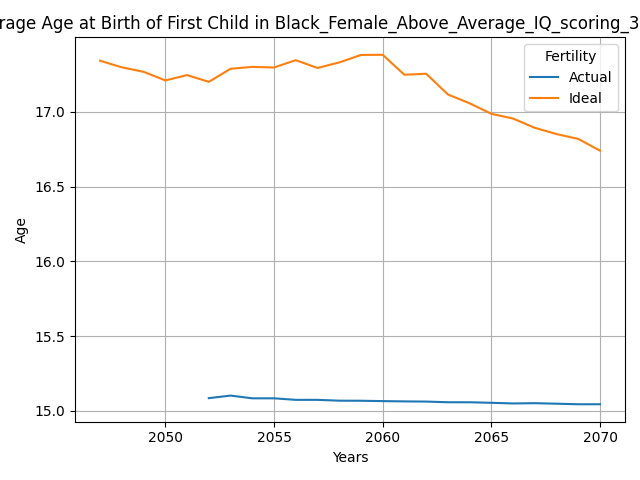 rage Age at Birth of First Child in Black_Female_Above_Average_IQ_scoring_3
Fertility
Actual
Ideal
17.0
16.5
16.0
15.5
15.0
Age
2050 2055 2060 2065 2070
Years